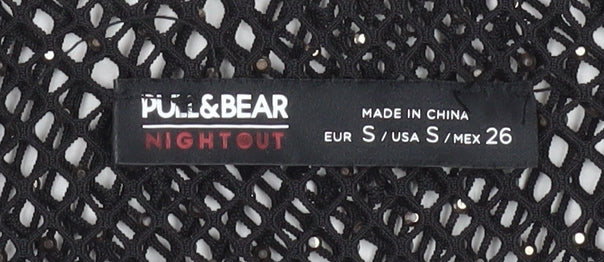 PULL&BEAR
NIGHTOUT
MADE IN CHINA
EUR S / USA S / MEX 26